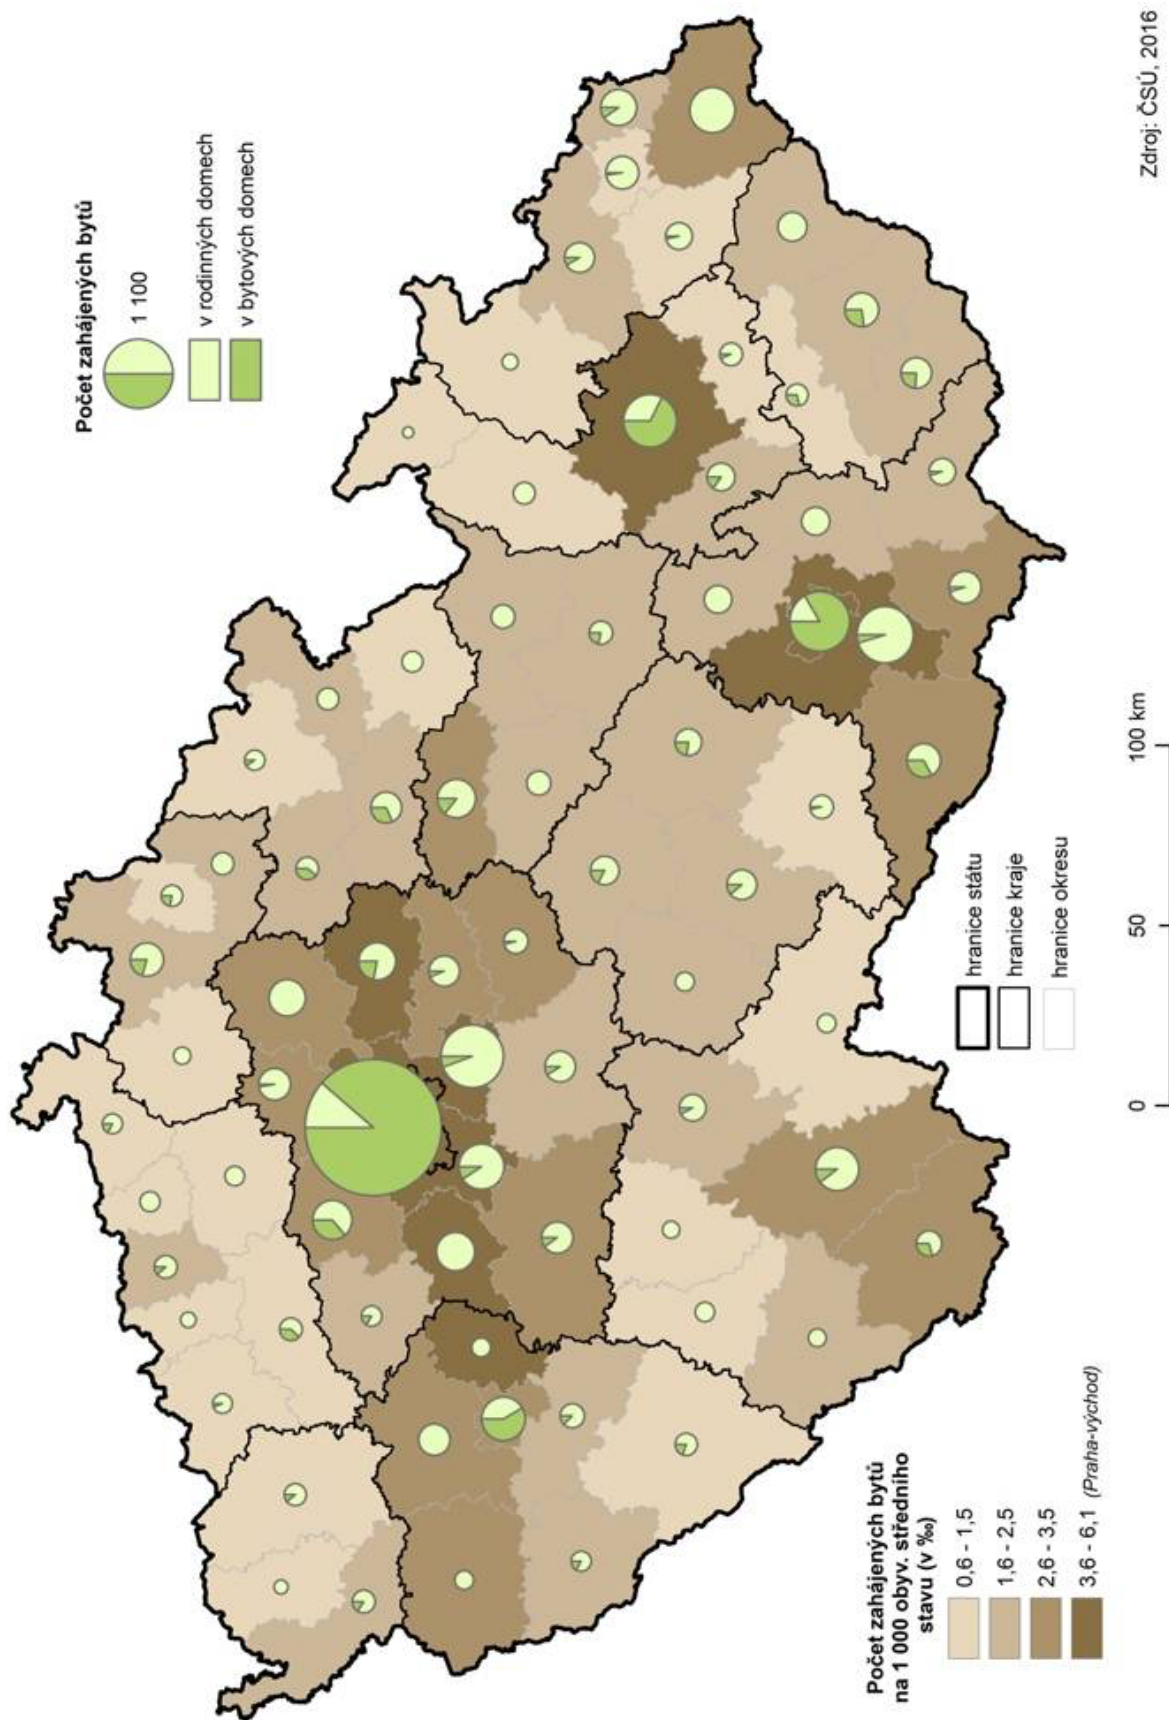 Počet zahájených bytů
1 100
v rodinných domech
v bytových domech
Počet zahájených bytů
na 1 000 obyv. středního
stavu (v ‰)
0,6 - 1,5
1,6 - 2,5
2,6 - 3,5
3,6 - 6,1 (Praha-východ)
hranice státu
hranice kraje
hranice okresu
0 50 100 km
Zdroj: ČSÚ, 2016